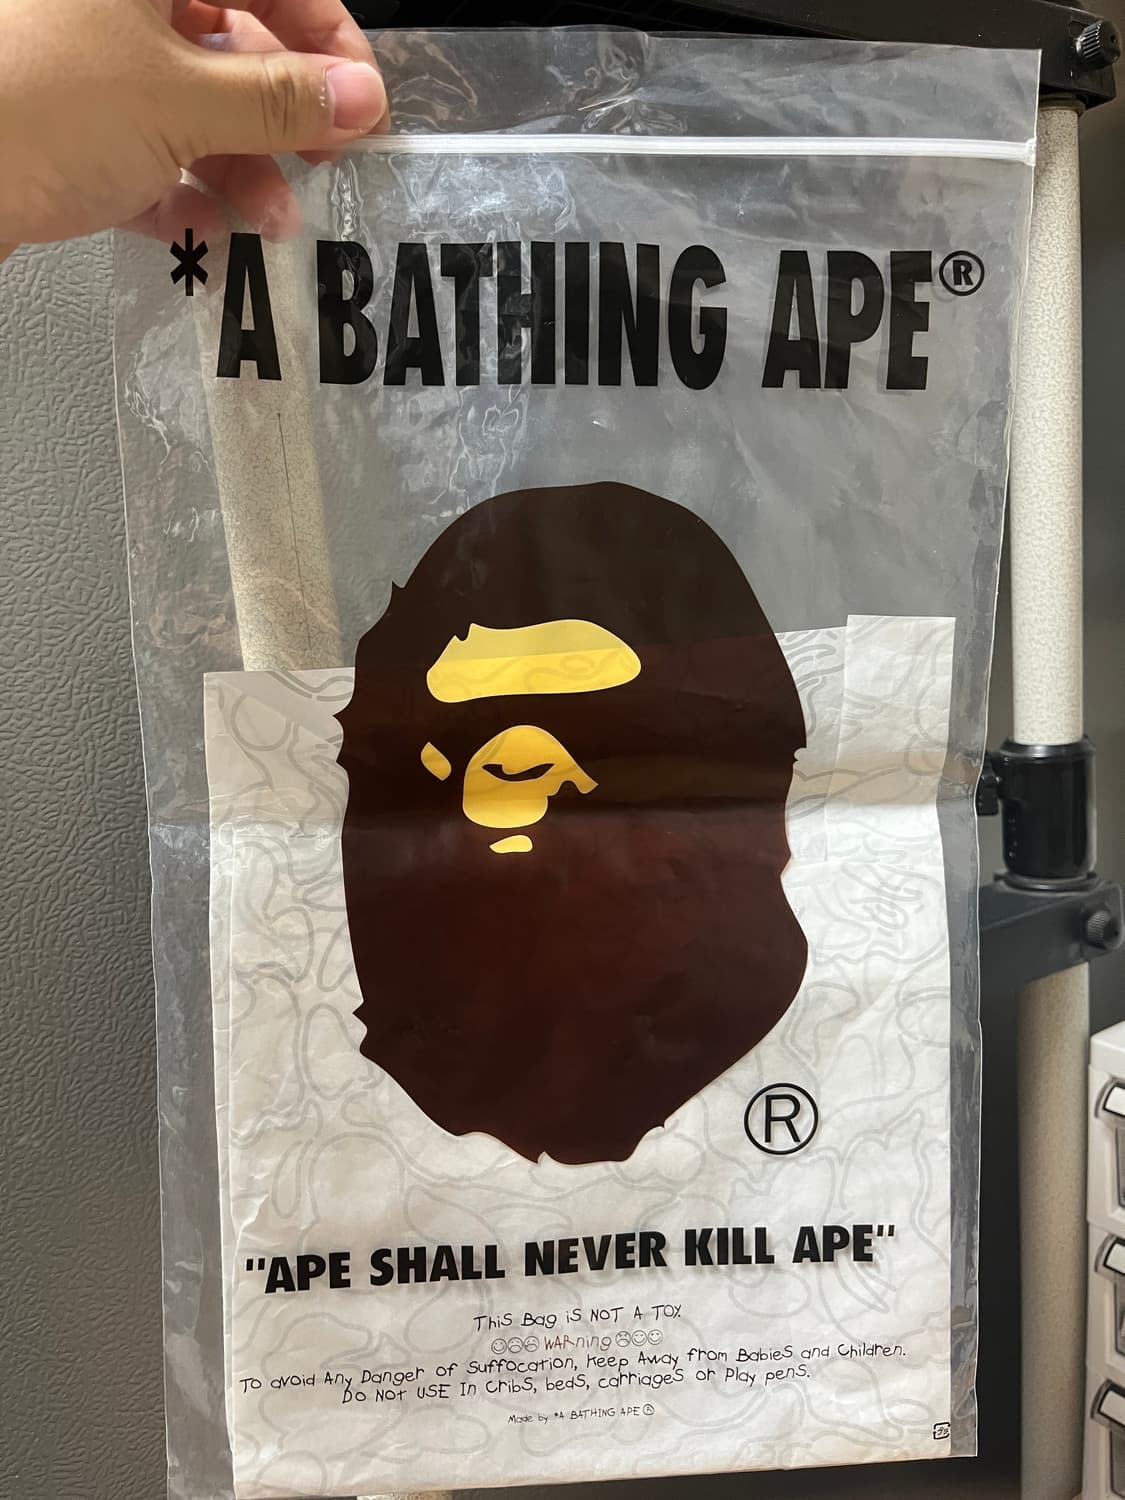 *A BATHING APE®
®
"APE SHALL NEVER KILL APE"
This Bag iS NOT A TOY.
☺☹☹ WARning ☹☺☺
To avoid Any Danger of Suffocation, Keep Away from BabieS and Children.
DO NOt USE In CribS, bedS, carriageS or Play penS.
Made by *A BATHING APE®
プラ